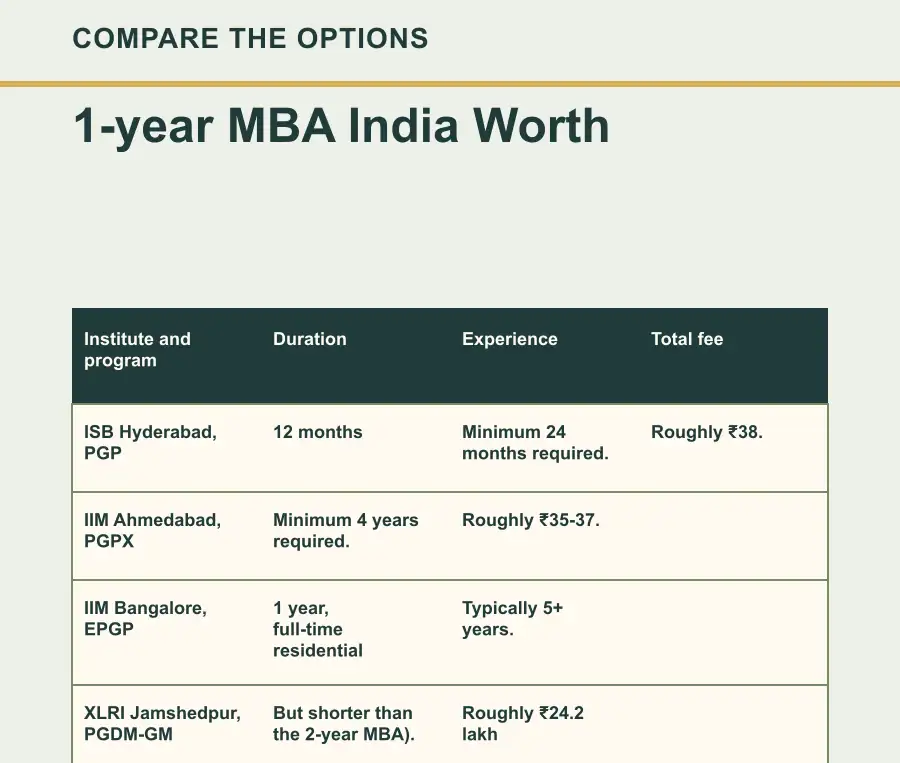 COMPARE THE OPTIONS
1-year MBA India Worth
Institute and
program
Duration
Experience
Total fee
ISB Hyderabad,
PGP
12 months
Minimum 24
months required.
Roughly ₹38.
IIM Ahmedabad,
PGPX
Minimum 4 years
required.
Roughly ₹35-37.
IIM Bangalore,
EPGP
1 year,
full-time
residential
Typically 5+
years.
XLRI Jamshedpur,
PGDM-GM
But shorter than
the 2-year MBA).
Roughly ₹24.2
lakh